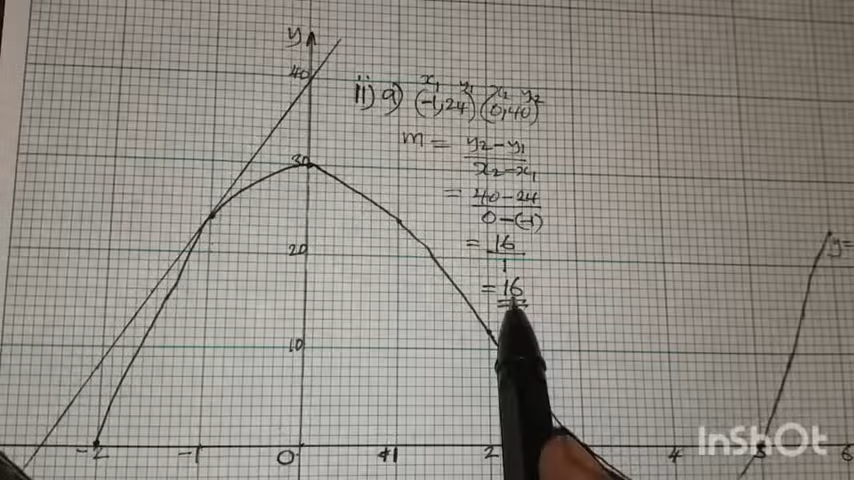 y
40
ii) a) (-1,24) (0,40)
x1 y1 x2 y2
m = y2-y1
x2-x1
30
= 40-24
0-(-1)
= 16
1
20
= 16
10
y=
-2 -1 0 1 2 4 5 6
InShOt